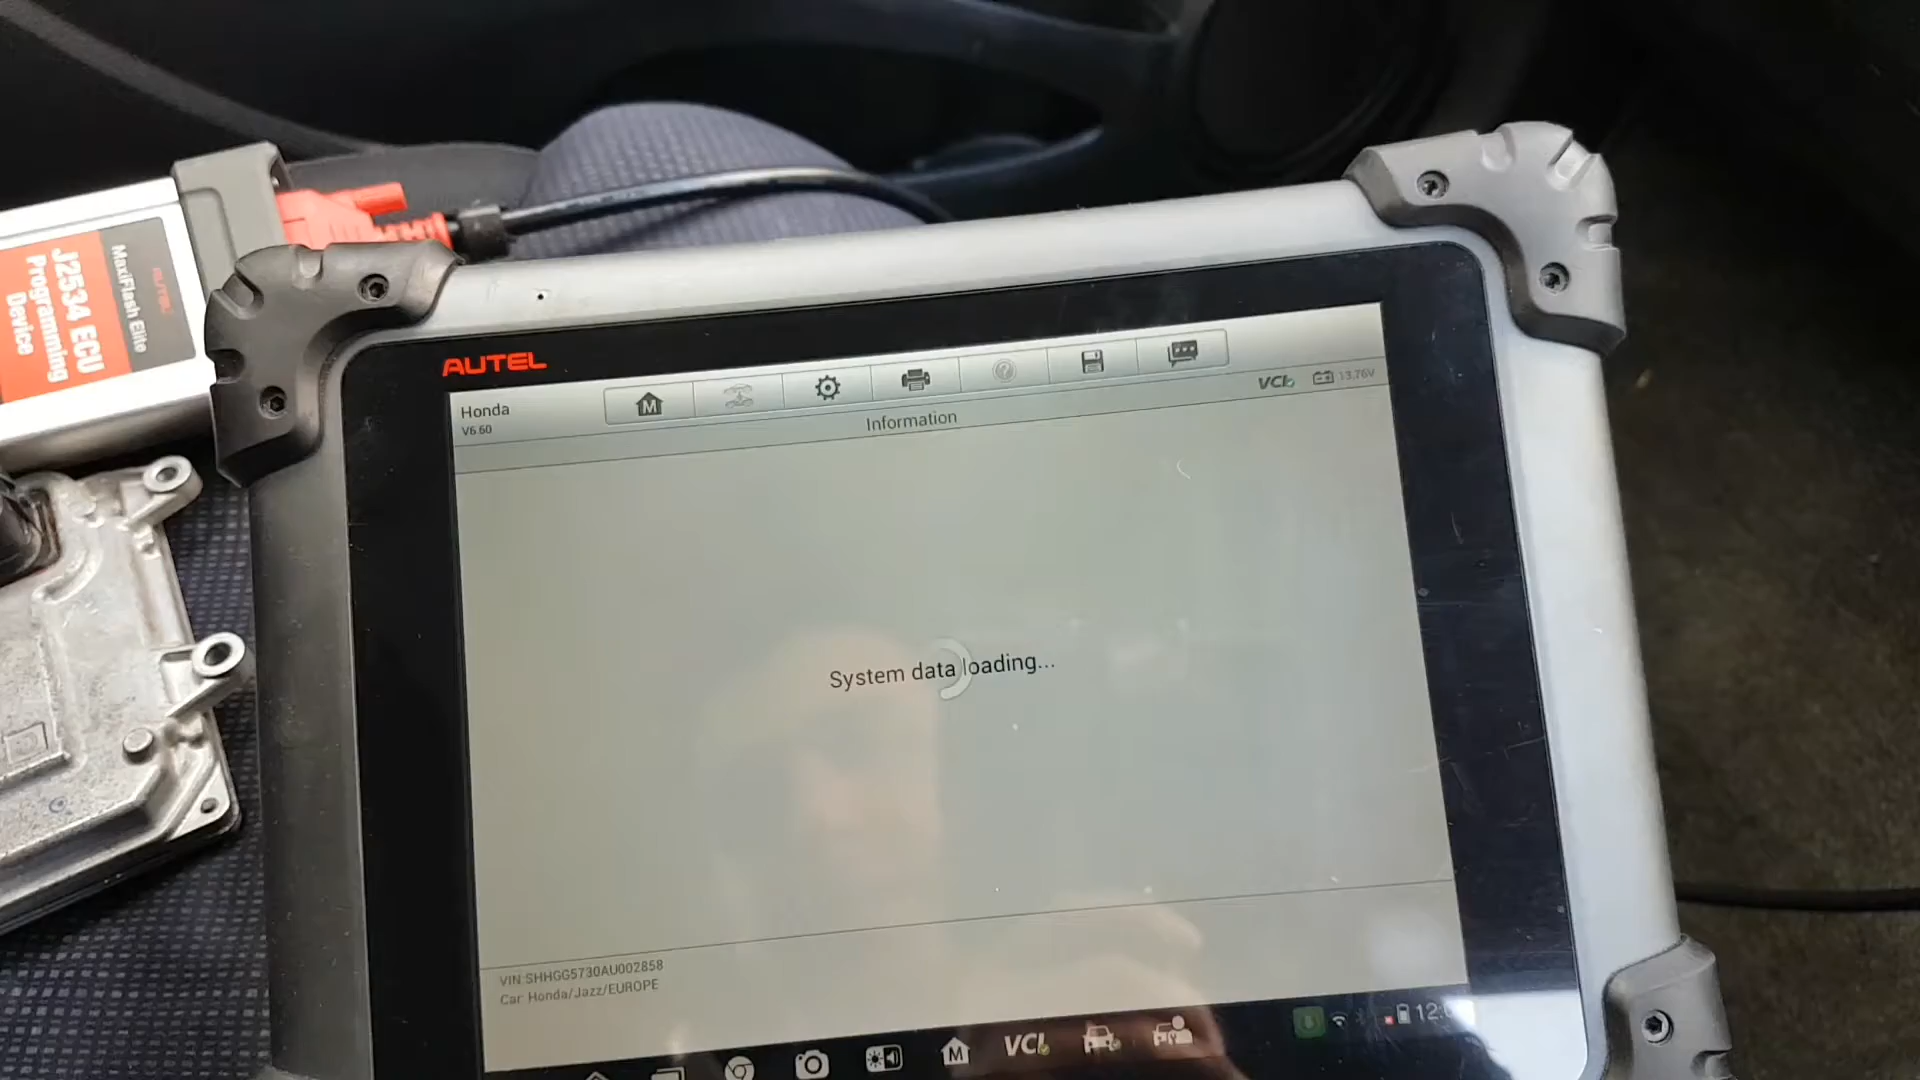 AUTEL
MaxiFlash Elite
J2534 ECU
Programming
Device
AUTEL
Honda
V6.60
M
VCI
13.76V
Information
System data loading...
VIN SHHGG5730AU002858
Car Honda/Jazz/EUROPE
M
VCI